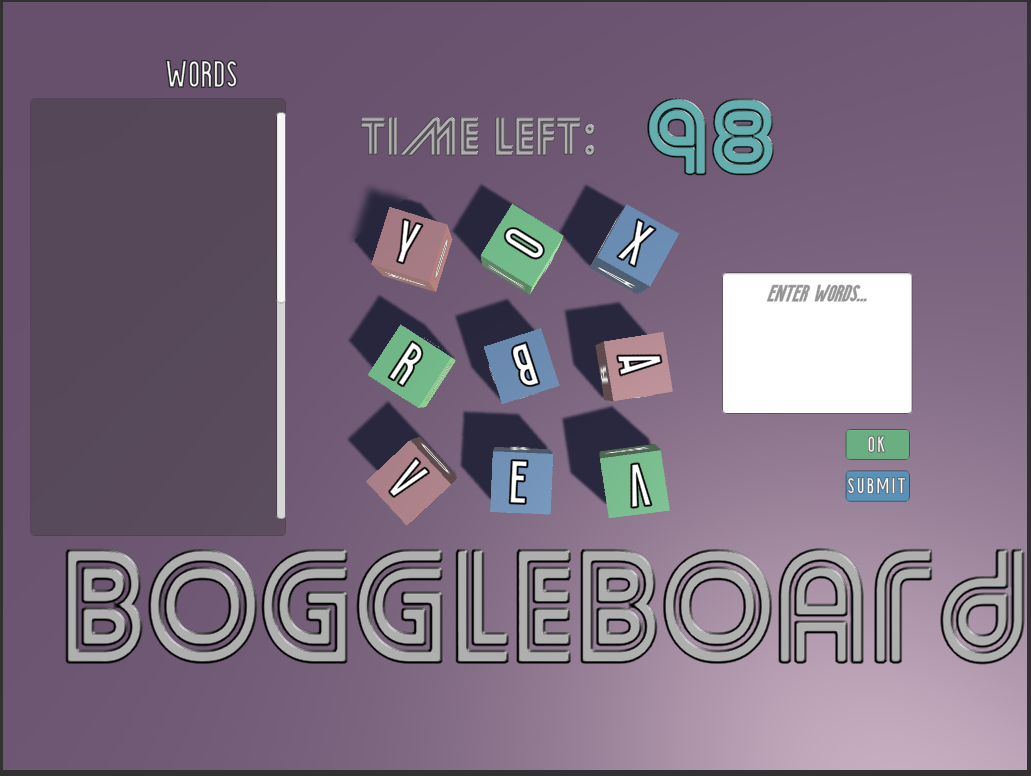 WORDS
TIME LEFT: 98
Y O X
ENTER WORDS...
R B A
OK
V E V
SUBMIT
BOGGLEBOArd